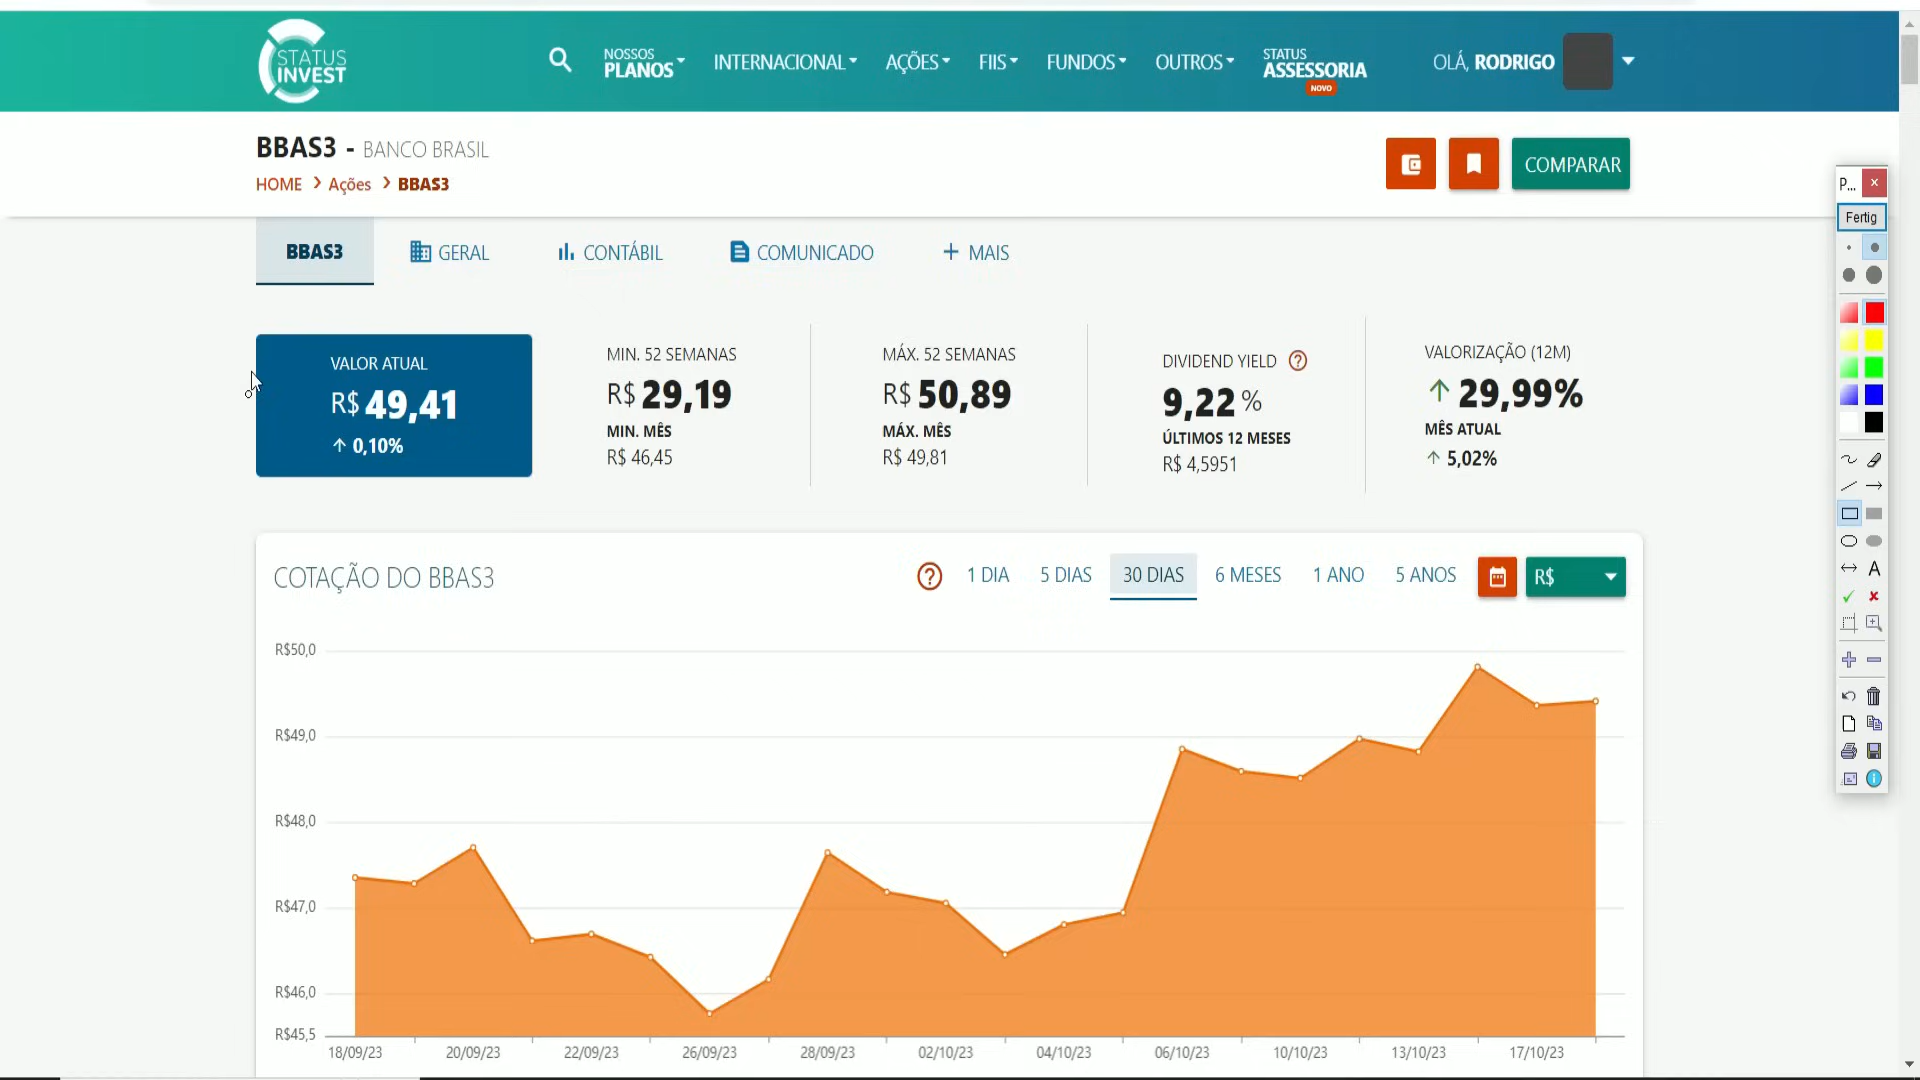 STATUS
INVEST
NOSSOS
PLANOS
INTERNACIONAL
AÇÕES
FIIS
FUNDOS
OUTROS
STATUS
ASSESSORIA
NOVO
OLÁ, RODRIGO
BBAS3 - BANCO BRASIL
HOME > Ações > BBAS3
COMPARAR
P...
Fertig
BBAS3
GERAL
CONTÁBIL
COMUNICADO
+ MAIS
VALOR ATUAL
R$ 49,41
↑ 0,10%
MIN. 52 SEMANAS
R$ 29,19
MIN. MÊS
R$ 46,45
MÁX. 52 SEMANAS
R$ 50,89
MÁX. MÊS
R$ 49,81
DIVIDEND YIELD ?
9,22 %
ÚLTIMOS 12 MESES
R$ 4,5951
VALORIZAÇÃO (12M)
↑ 29,99%
MÊS ATUAL
↑ 5,02%
COTAÇÃO DO BBAS3
?
1 DIA
5 DIAS
30 DIAS
6 MESES
1 ANO
5 ANOS
R$
A
R$50,0
R$49,0
R$48,0
R$47,0
R$46,0
R$45,5
18/09/23
20/09/23
22/09/23
26/09/23
28/09/23
02/10/23
04/10/23
06/10/23
10/10/23
13/10/23
17/10/23